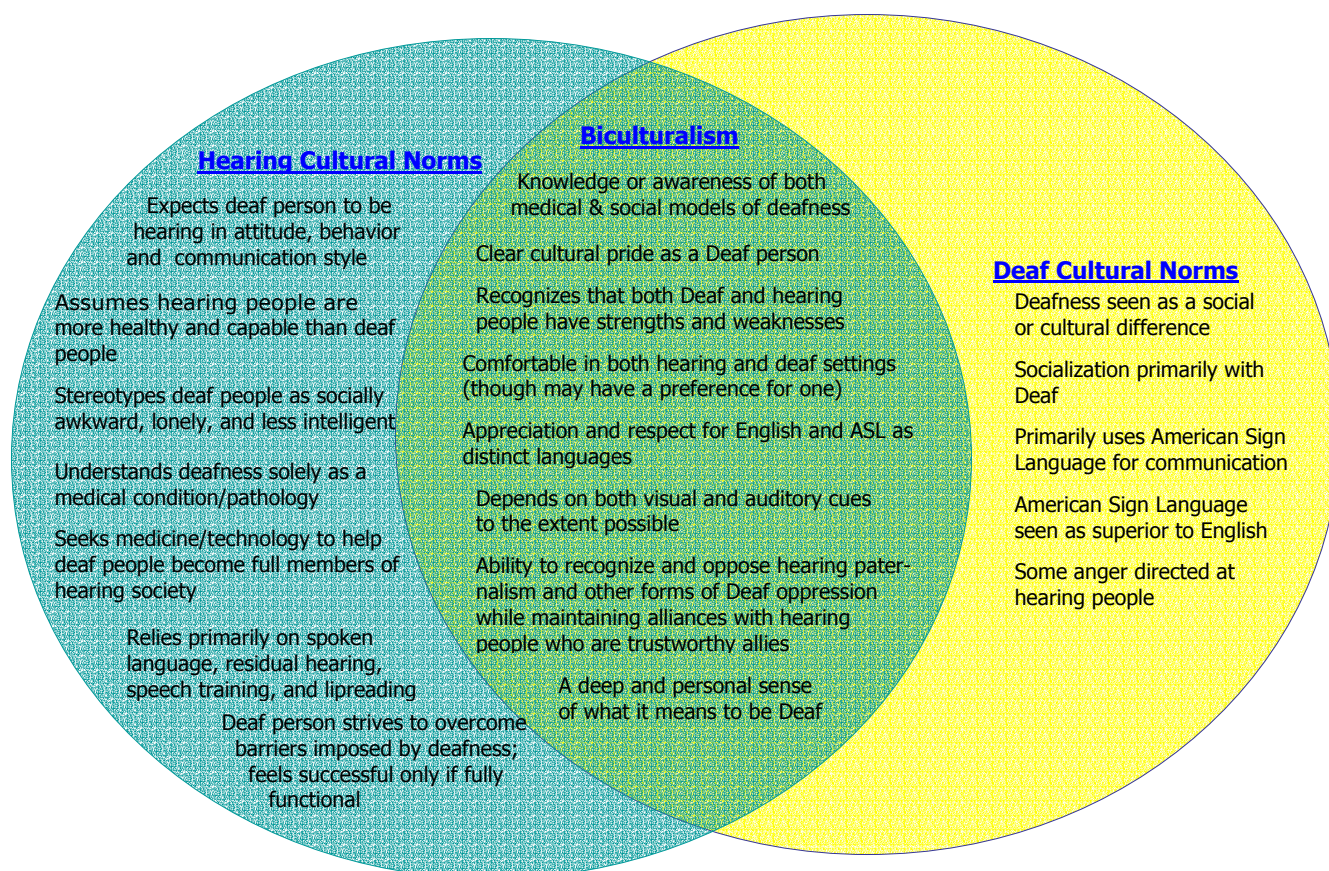 Hearing Cultural Norms
Expects deaf person to be
hearing in attitude, behavior
and communication style
Assumes hearing people are
more healthy and capable than deaf
people
Stereotypes deaf people as socially
awkward, lonely, and less intelligent
Understands deafness solely as a
medical condition/pathology
Seeks medicine/technology to help
deaf people become full members of
hearing society
Relies primarily on spoken
language, residual hearing,
speech training, and lipreading
Deaf person strives to overcome
barriers imposed by deafness;
feels successful only if fully
functional
Biculturalism
Knowledge or awareness of both
medical & social models of deafness
Clear cultural pride as a Deaf person
Recognizes that both Deaf and hearing
people have strengths and weaknesses
Comfortable in both hearing and deaf settings
(though may have a preference for one)
Appreciation and respect for English and ASL as
distinct languages
Depends on both visual and auditory cues
to the extent possible
Ability to recognize and oppose hearing pater-
nalism and other forms of Deaf oppression
while maintaining alliances with hearing
people who are trustworthy allies
A deep and personal sense
of what it means to be Deaf
Deaf Cultural Norms
Deafness seen as a social
or cultural difference
Socialization primarily with
Deaf
Primarily uses American Sign
Language for communication
American Sign Language
seen as superior to English
Some anger directed at
hearing people